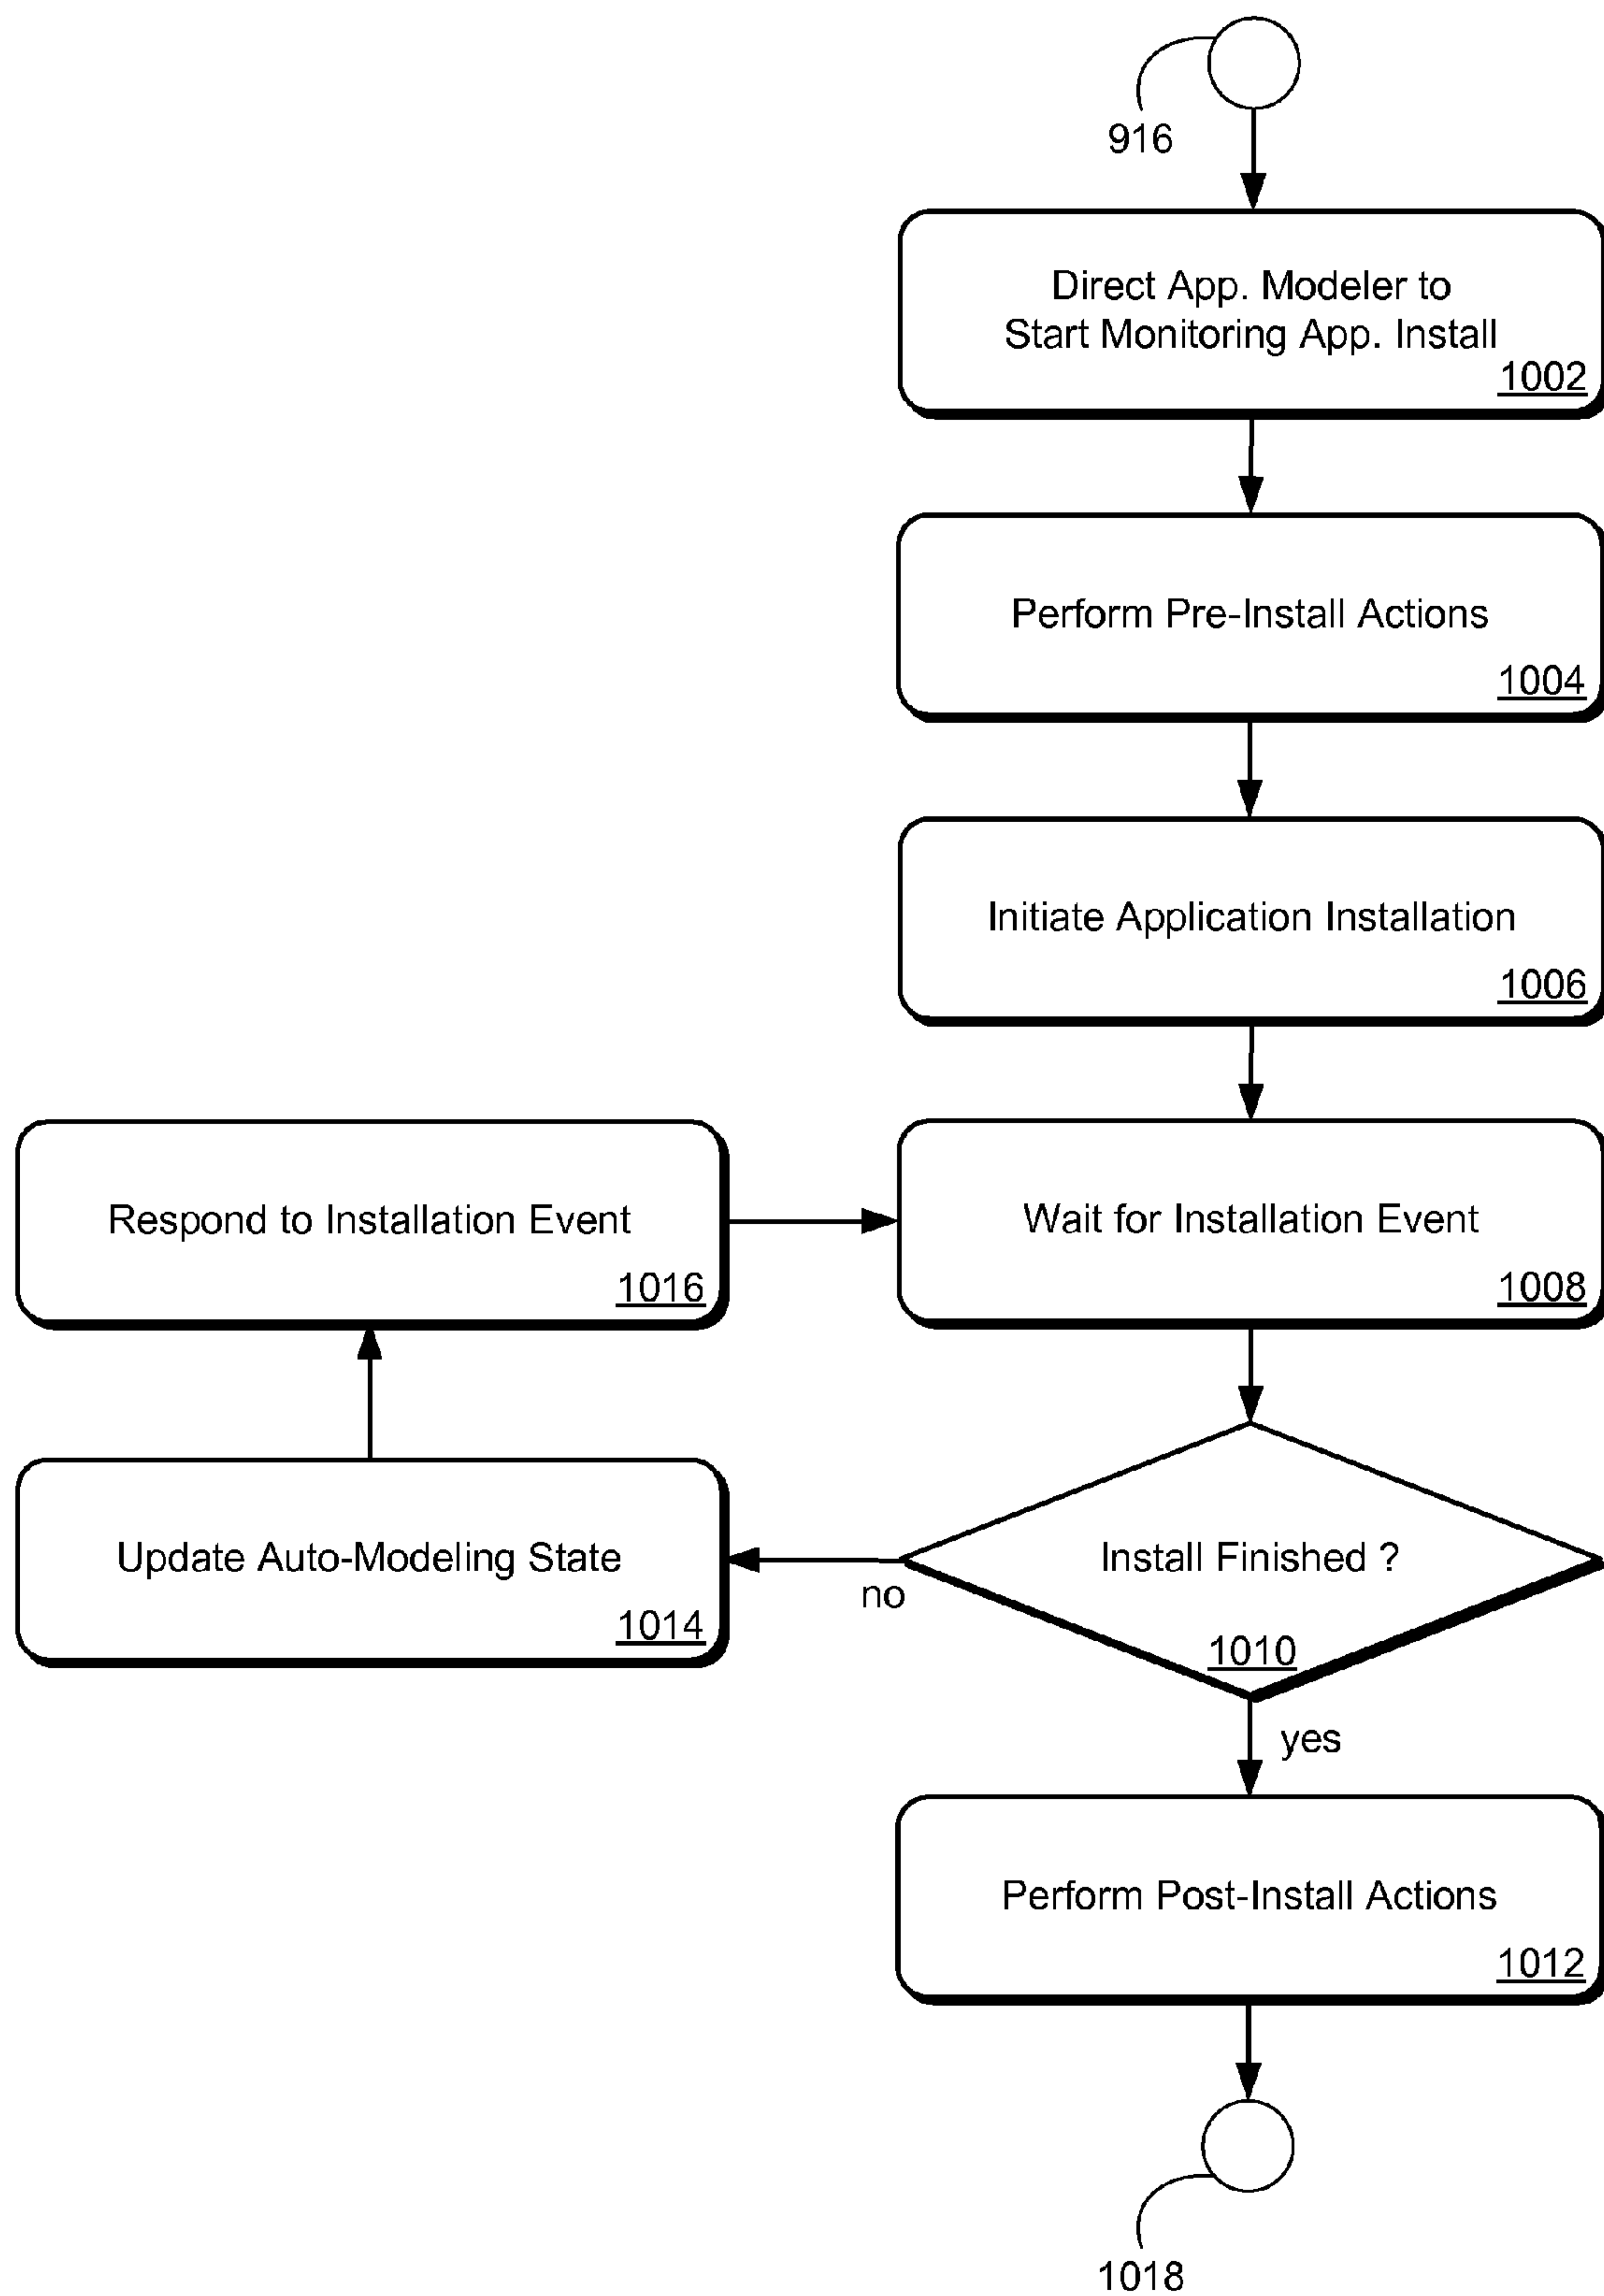 916
Direct App. Modeler to
Start Monitoring App. Install
1002
Perform Pre-Install Actions
1004
Initiate Application Installation
1006
Respond to Installation Event
1016
Wait for Installation Event
1008
Update Auto-Modeling State
1014
no
Install Finished ?
1010
yes
Perform Post-Install Actions
1012
1018